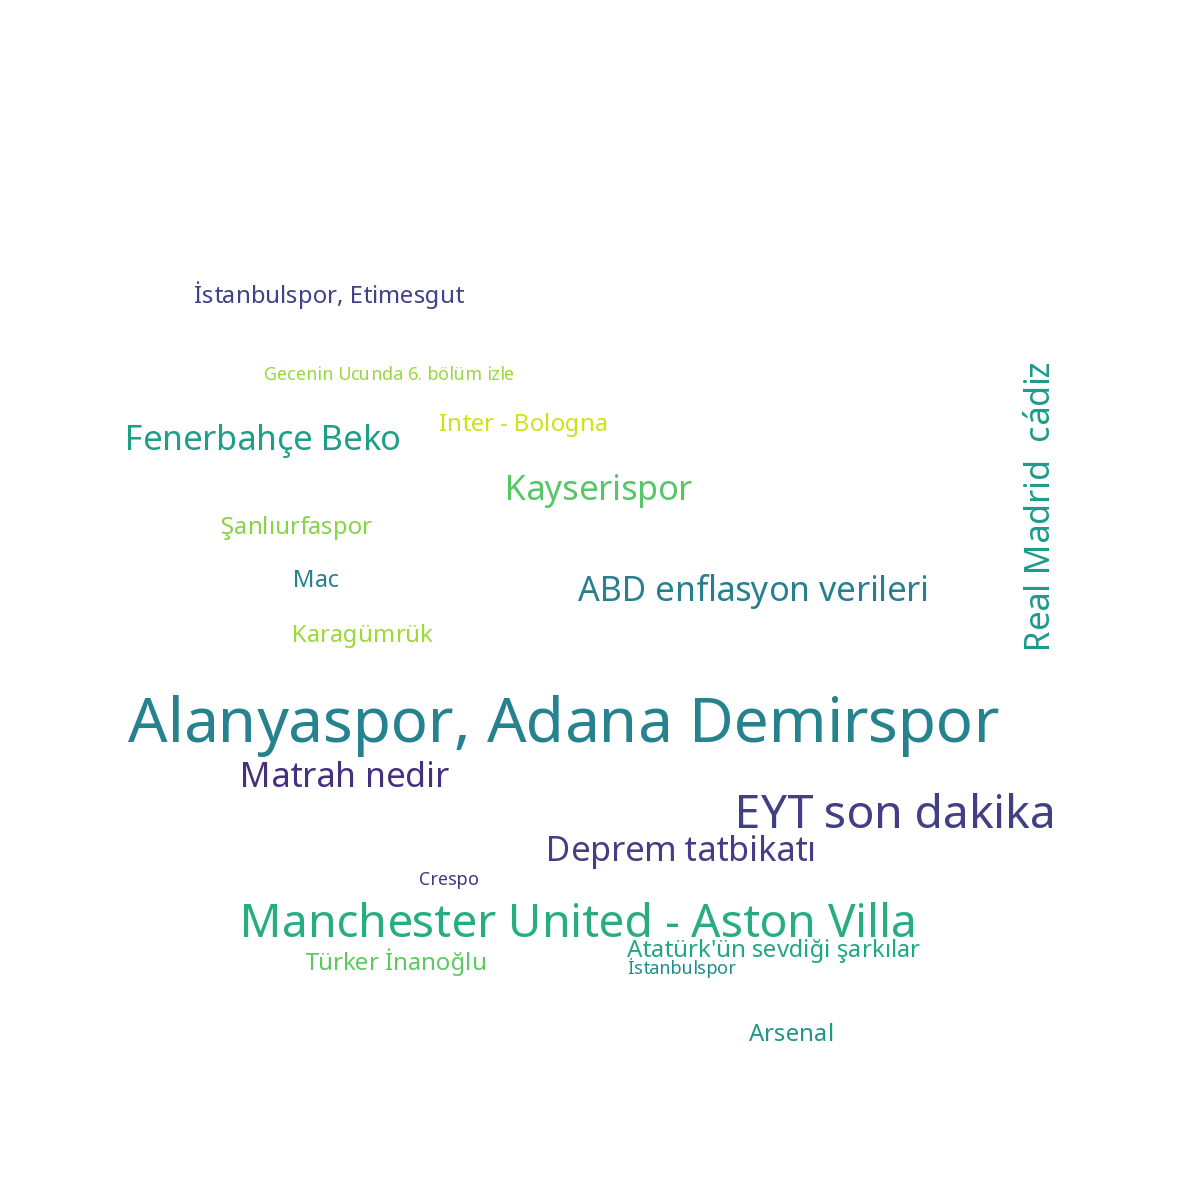 İstanbulspor, Etimesgut
Gecenin Ucunda 6. bölüm izle
Inter - Bologna
Fenerbahçe Beko
Kayserispor
Real Madrid cádiz
Şanlıurfaspor
Mac
ABD enflasyon verileri
Karagümrük
Alanyaspor, Adana Demirspor
Matrah nedir
EYT son dakika
Deprem tatbikatı
Crespo
Manchester United - Aston Villa
Atatürk'ün sevdiği şarkılar
Türker İnanoğlu
İstanbulspor
Arsenal